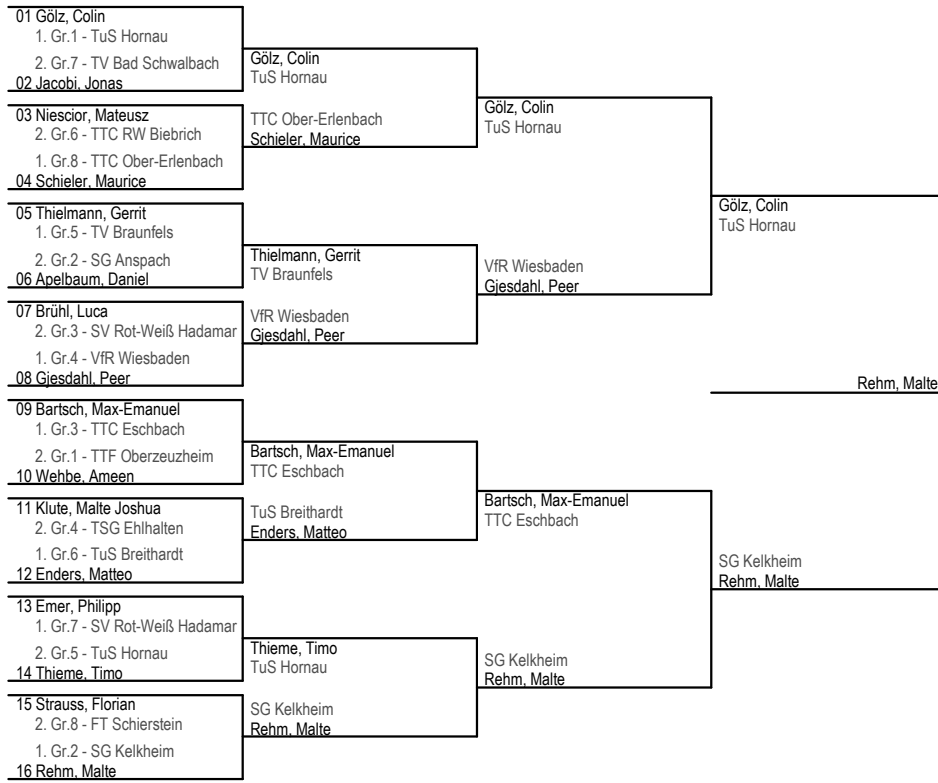 01 Gölz, Colin
1. Gr.1 - TuS Hornau
2. Gr.7 - TV Bad Schwalbach
02 Jacobi, Jonas
03 Niescior, Mateusz
2. Gr.6 - TTC RW Biebrich
1. Gr.8 - TTC Ober-Erlenbach
04 Schieler, Maurice
05 Thielmann, Gerrit
1. Gr.5 - TV Braunfels
2. Gr.2 - SG Anspach
06 Apelbaum, Daniel
07 Brühl, Luca
2. Gr.3 - SV Rot-Weiß Hadamar
1. Gr.4 - VfR Wiesbaden
08 Gjesdahl, Peer
09 Bartsch, Max-Emanuel
1. Gr.3 - TTC Eschbach
2. Gr.1 - TTF Oberzeuzheim
10 Wehbe, Ameen
11 Klute, Malte Joshua
2. Gr.4 - TSG Ehlhalten
1. Gr.6 - TuS Breithardt
12 Enders, Matteo
13 Emer, Philipp
1. Gr.7 - SV Rot-Weiß Hadamar
2. Gr.5 - TuS Hornau
14 Thieme, Timo
15 Strauss, Florian
2. Gr.8 - FT Schierstein
1. Gr.2 - SG Kelkheim
16 Rehm, Malte
Gölz, Colin
TuS Hornau
TTC Ober-Erlenbach
Schieler, Maurice
Thielmann, Gerrit
TV Braunfels
VfR Wiesbaden
Gjesdahl, Peer
Bartsch, Max-Emanuel
TTC Eschbach
TuS Breithardt
Enders, Matteo
Thieme, Timo
TuS Hornau
SG Kelkheim
Rehm, Malte
Gölz, Colin
TuS Hornau
VfR Wiesbaden
Gjesdahl, Peer
Bartsch, Max-Emanuel
TTC Eschbach
SG Kelkheim
Rehm, Malte
Gölz, Colin
TuS Hornau
SG Kelkheim
Rehm, Malte
Rehm, Malte